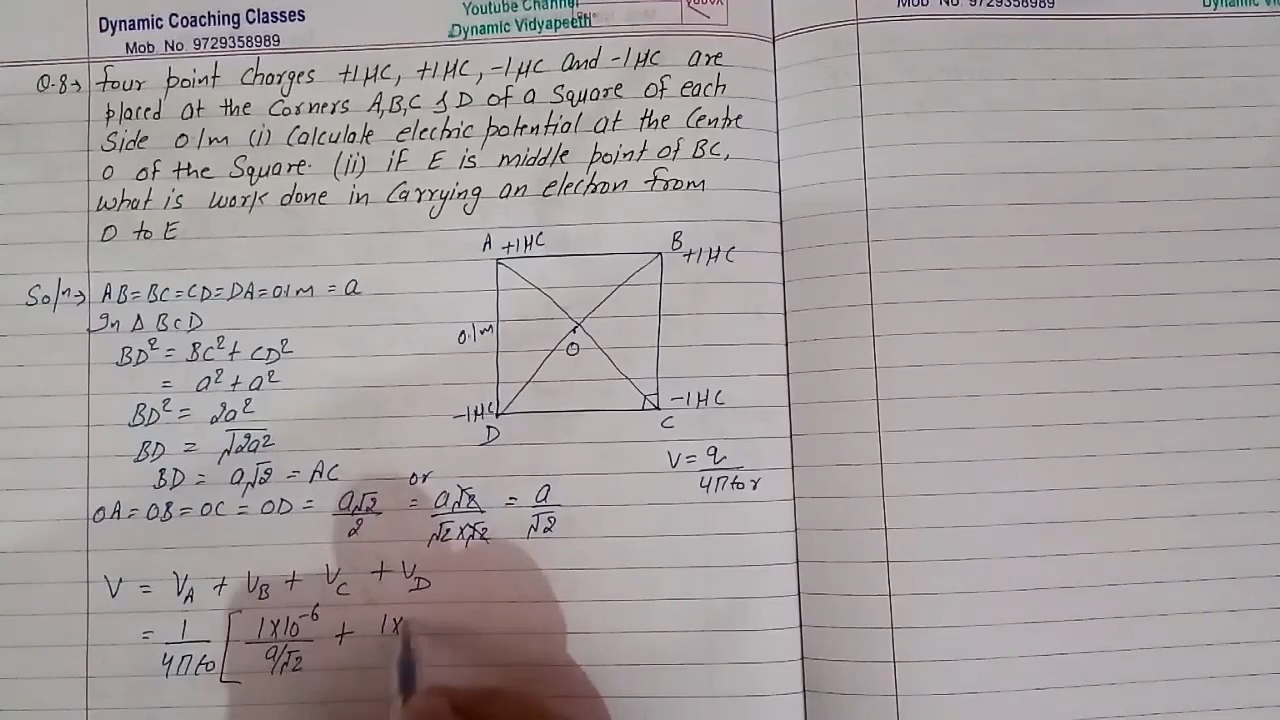 Dynamic Coaching Classes
Mob. No. 9729358989
Youtube Channel
Dynamic Vidyapeeth
Mob. No. 9729358989
Q.8→ four point Charges +1μC, +1μC, -1μC and -1μC are
placed at the Corners A,B,C & D of a Square of each
Side 0.1m (i) Calculate electric potential at the Centre
O of the Square. (ii) if E is middle point of BC,
what is work done in Carrying an electron from
O to E
Soln→ AB=BC=CD=DA=0.1m = a
In Δ BCD
BD² = BC² + CD²
= a² + a²
BD² = 2a²
BD = √2a²
BD = a√2 = AC
OA = OB = OC = OD = a√2/2 or = a√2/√2×√2 = a/√2
V = V_A + V_B + V_C + V_D
= 1/4πε0 [ 1×10⁻⁶/a/√2 + 1×
A +1μC
B +1μC
0.1m
O
-1μC
D
-1μC
C
V = q/4πε0 r